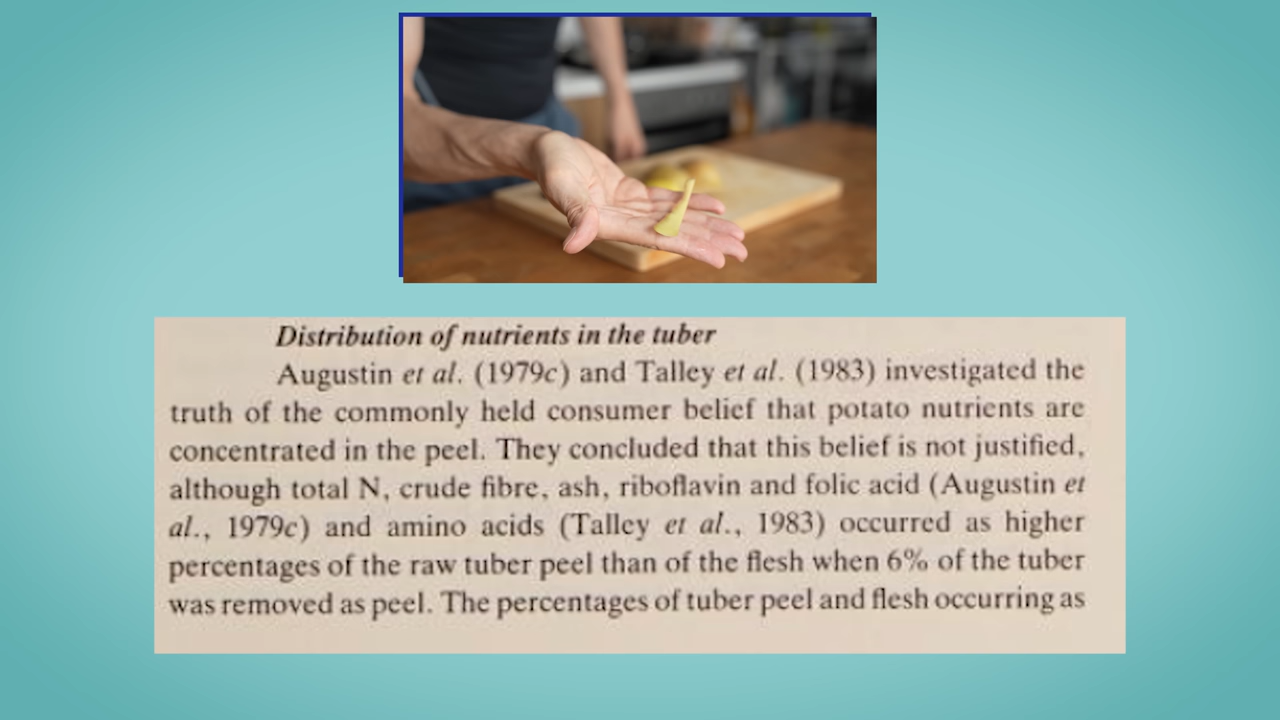 Distribution of nutrients in the tuber
Augustin et al. (1979c) and Talley et al. (1983) investigated the
truth of the commonly held consumer belief that potato nutrients are
concentrated in the peel. They concluded that this belief is not justified,
although total N, crude fibre, ash, riboflavin and folic acid (Augustin et
al., 1979c) and amino acids (Talley et al., 1983) occurred as higher
percentages of the raw tuber peel than of the flesh when 6% of the tuber
was removed as peel. The percentages of tuber peel and flesh occurring as